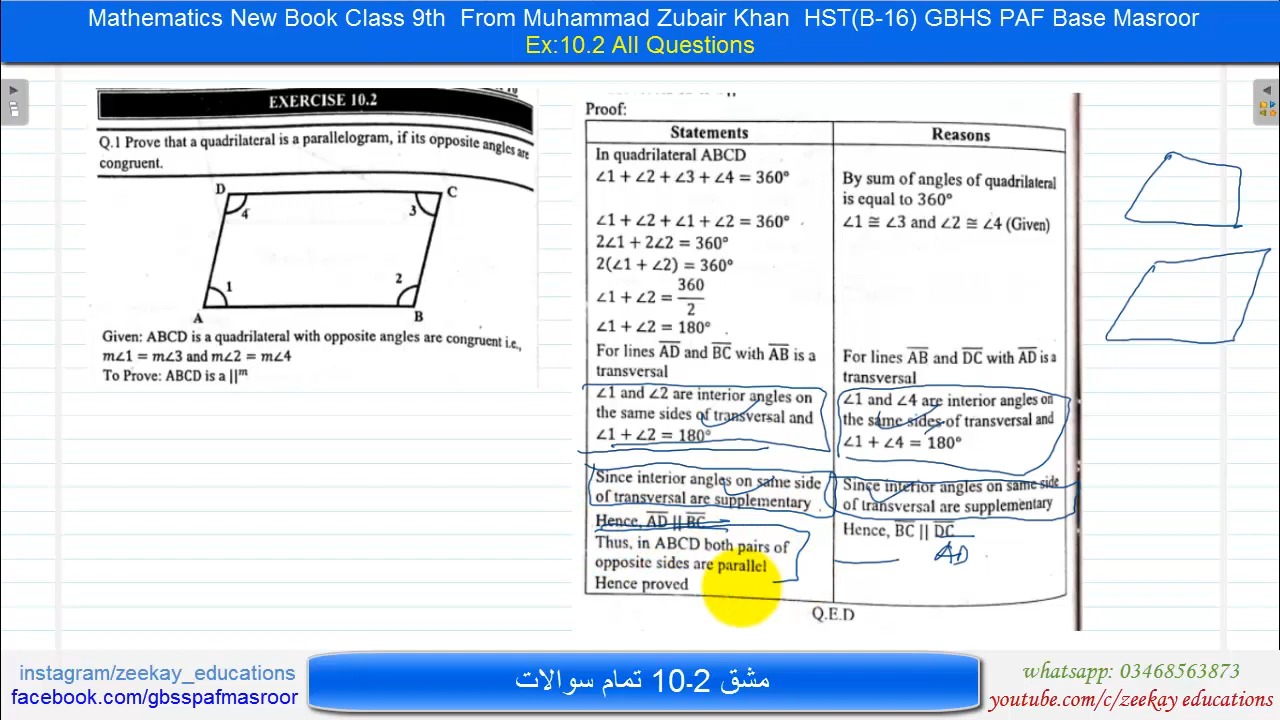 Mathematics New Book Class 9th From Muhammad Zubair Khan HST(B-16) GBHS PAF Base Masroor
Ex:10.2 All Questions
EXERCISE 10.2
Q.1 Prove that a quadrilateral is a parallelogram, if its opposite angles are
congruent.
D
C
4
3
1
2
A
B
Given: ABCD is a quadrilateral with opposite angles are congruent i.e.,
m∠1 = m∠3 and m∠2 = m∠4
To Prove: ABCD is a ||ᵐ
Proof:
Statements
Reasons
In quadrilateral ABCD
∠1 + ∠2 + ∠3 + ∠4 = 360°
∠1 + ∠2 + ∠1 + ∠2 = 360°
2∠1 + 2∠2 = 360°
2(∠1 + ∠2) = 360°
∠1 + ∠2 = 360/2
∠1 + ∠2 = 180°
For lines A̅D̅ and B̅C̅ with A̅B̅ is a
transversal
∠1 and ∠2 are interior angles on
the same sides of transversal and
∠1 + ∠2 = 180°
Since interior angles on same side
of transversal are supplementary
Hence, A̅D̅ || B̅C̅
Thus, in ABCD both pairs of
opposite sides are parallel
Hence proved
By sum of angles of quadrilateral
is equal to 360°
∠1 ≅ ∠3 and ∠2 ≅ ∠4 (Given)
For lines A̅B̅ and D̅C̅ with A̅D̅ is a
transversal
∠1 and ∠4 are interior angles on
the same sides of transversal and
∠1 + ∠4 = 180°
Since interior angles on same side
of transversal are supplementary
Hence, B̅C̅ || D̅C̅
AD
Q.E.D
instagram/zeekay_educations
facebook.com/gbsspafmasroor
مشق 2-10 تمام سوالات
whatsapp: 03468563873
youtube.com/c/zeekay educations